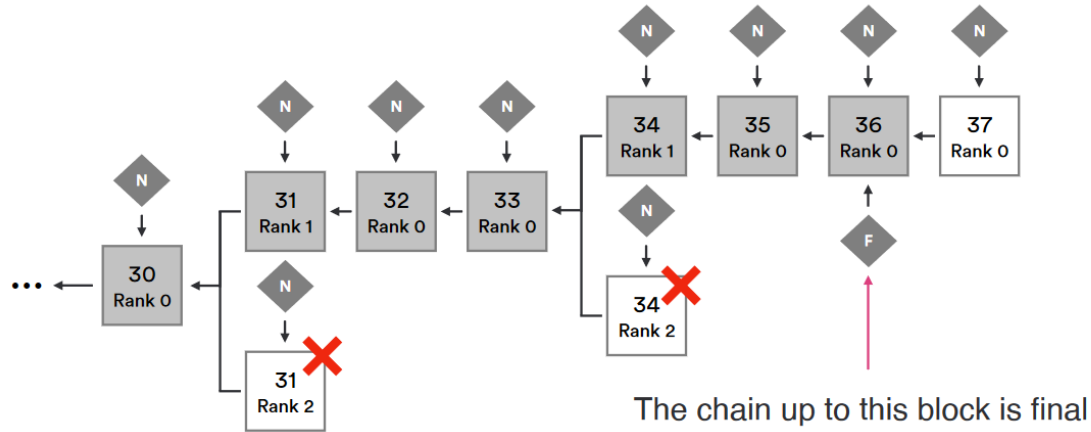 N
N
N
N
34
Rank 1
35
Rank 0
36
Rank 0
37
Rank 0
N
N
N
31
Rank 1
32
Rank 0
33
Rank 0
N
30
Rank 0
N
31
Rank 2
N
34
Rank 2
F
...
The chain up to this block is final